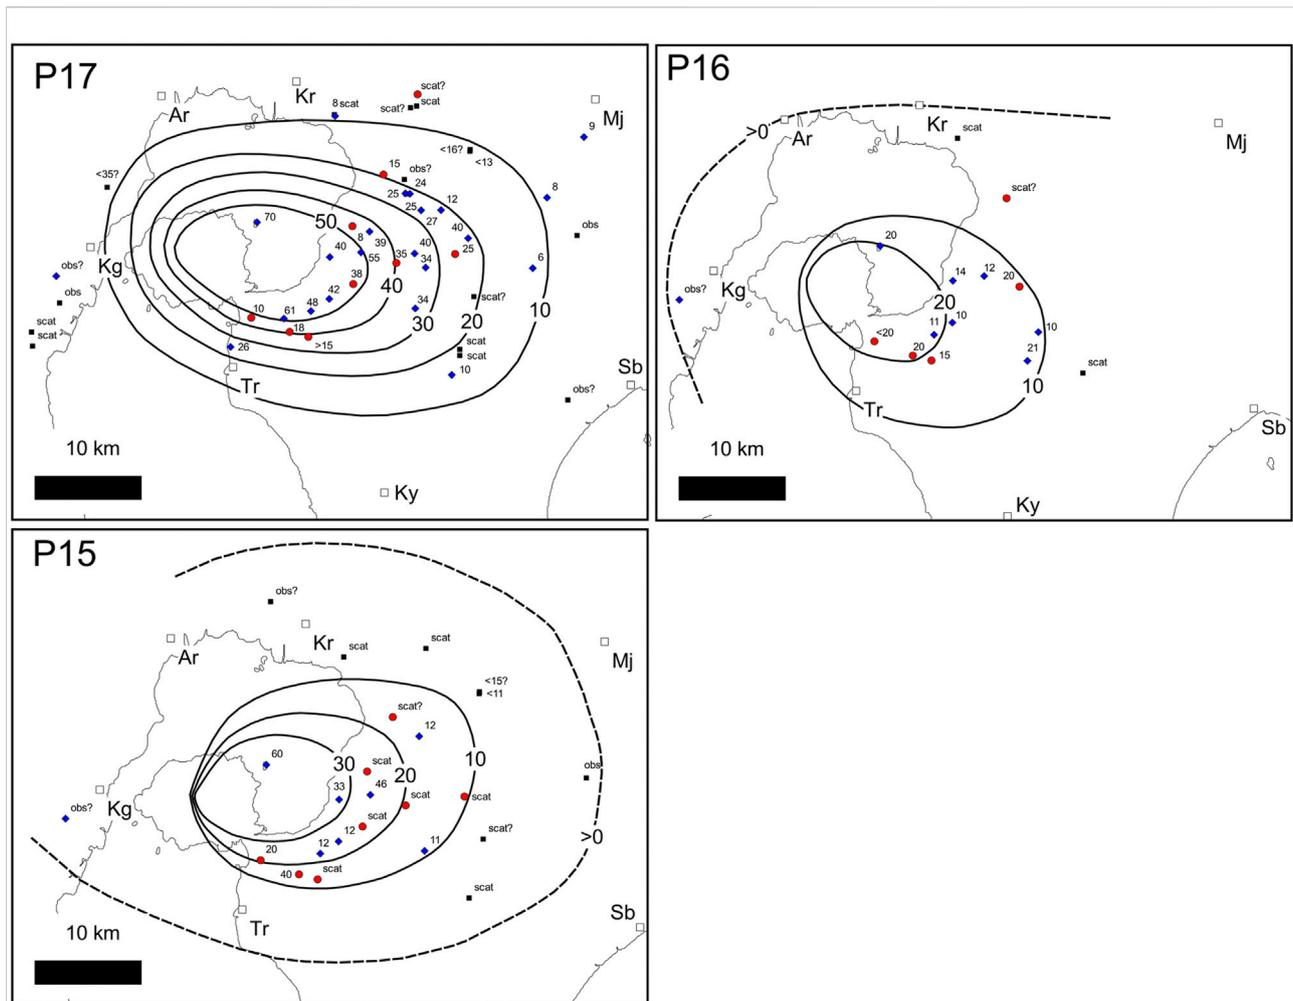 P17
Kr
Ar
8 scat
scat?
scat? scat
Mj
9
<16?
<13
<35?
15
obs?
24
25
25
27
12
8
obs
70
50
8
39
40
40
25
40
55
35
34
6
Kg
obs?
obs
38
40
42
48
61
10
34
scat?
10
30
20
18
>15
scat
scat
26
scat
scat
10
Tr
Sb
obs?
10 km
Ky
P16
>0
Ar
Kr
scat
Mj
scat?
20
14
12
20
obs?
Kg
20
10
11
10
<20
20
15
21
10
scat
Tr
Sb
10 km
Ky
P15
obs?
Kr
Ar
scat
scat
Mj
<15?
<11
scat?
12
60
30
scat
20
10
obs
33
46
scat
scat
Kg
obs?
scat
12
12
11
scat?
>0
20
40
scat
scat
Tr
Sb
10 km